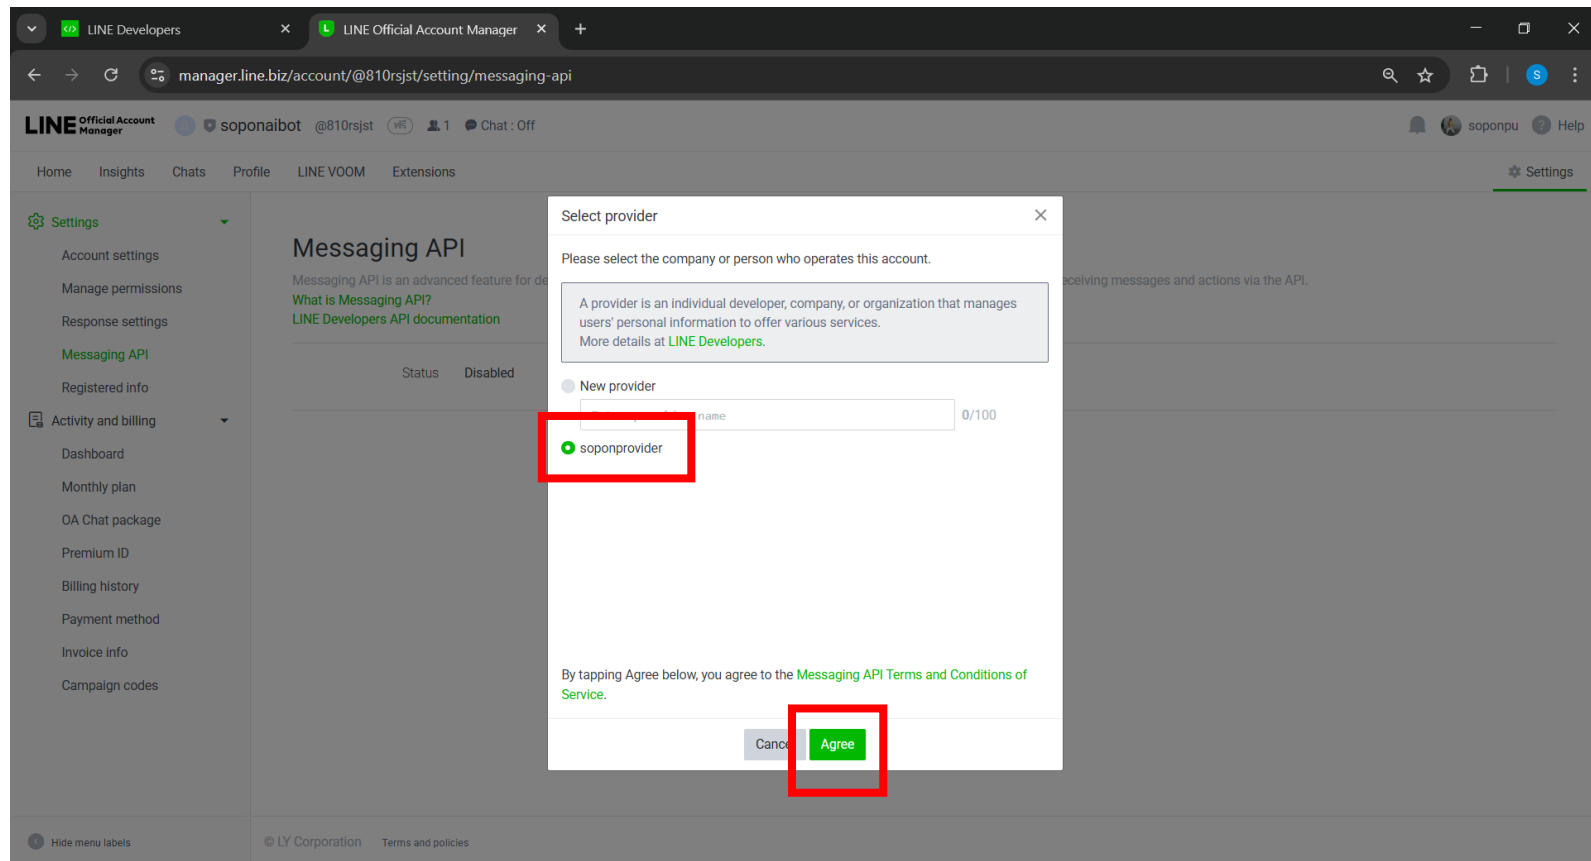 LINE Developers
LINE Official Account Manager
manager.line.biz/account/@810rsjst/setting/messaging-api
S
LINE Official Account Manager
soponaibot @810rsjst 1 Chat : Off
soponpu ? Help
Home Insights Chats Profile LINE VOOM Extensions
Settings
Settings
Account settings
Manage permissions
Response settings
Messaging API
Registered info
Activity and billing
Dashboard
Monthly plan
OA Chat package
Premium ID
Billing history
Payment method
Invoice info
Campaign codes
Hide menu labels
Messaging API
Messaging API is an advanced feature for de
eceiving messages and actions via the API.
What is Messaging API?
LINE Developers API documentation
Status Disabled
Select provider
Please select the company or person who operates this account.
A provider is an individual developer, company, or organization that manages
users' personal information to offer various services.
More details at LINE Developers.
New provider
name
0/100
soponprovider
By tapping Agree below, you agree to the Messaging API Terms and Conditions of
Service.
Cance
Agree
© LY Corporation Terms and policies